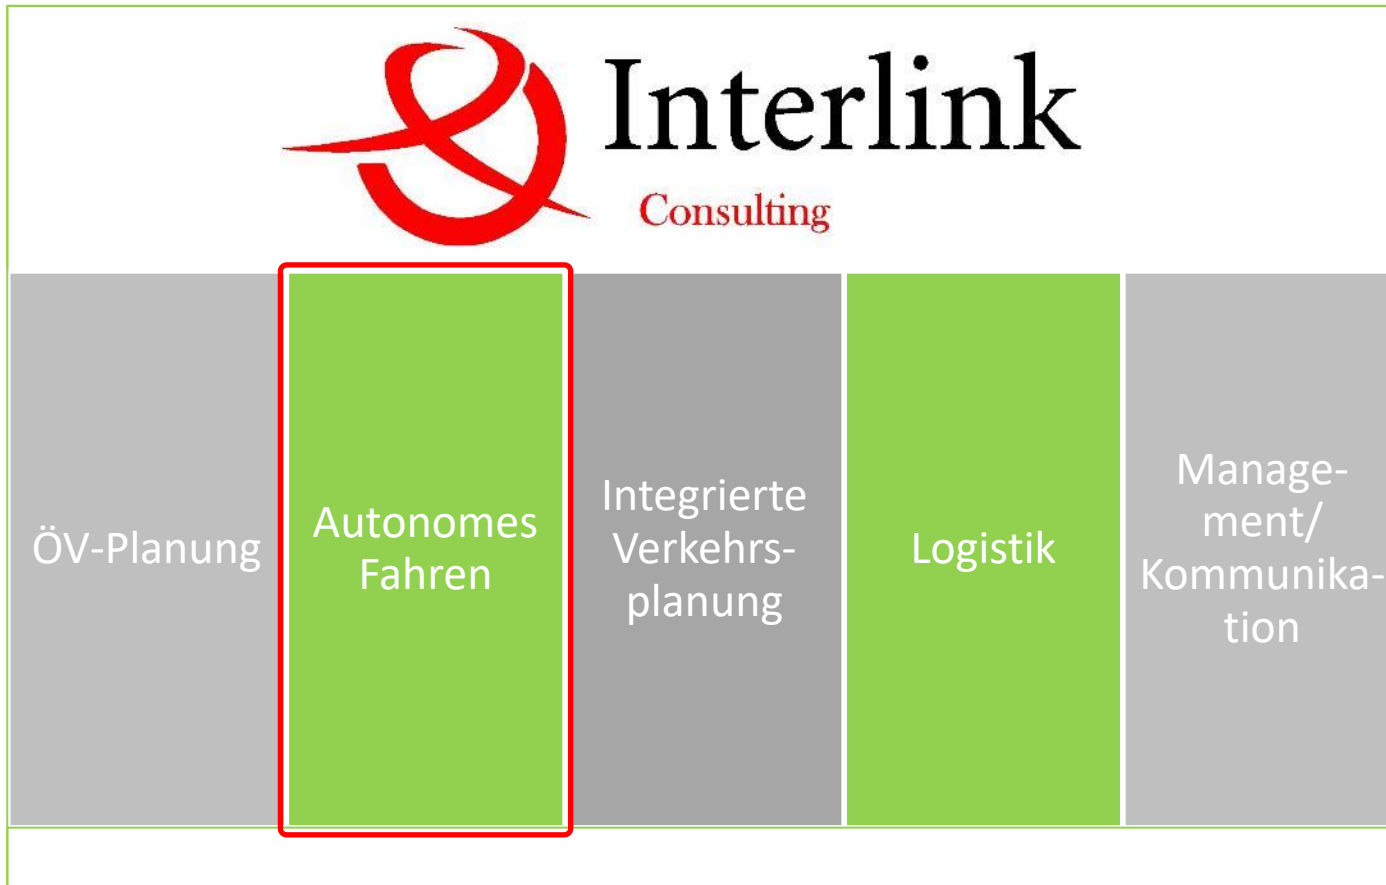 Interlink
Consulting
ÖV-Planung
Autonomes
Fahren
Integrierte
Verkehrs-
planung
Logistik
Manage-
ment/
Kommunika-
tion